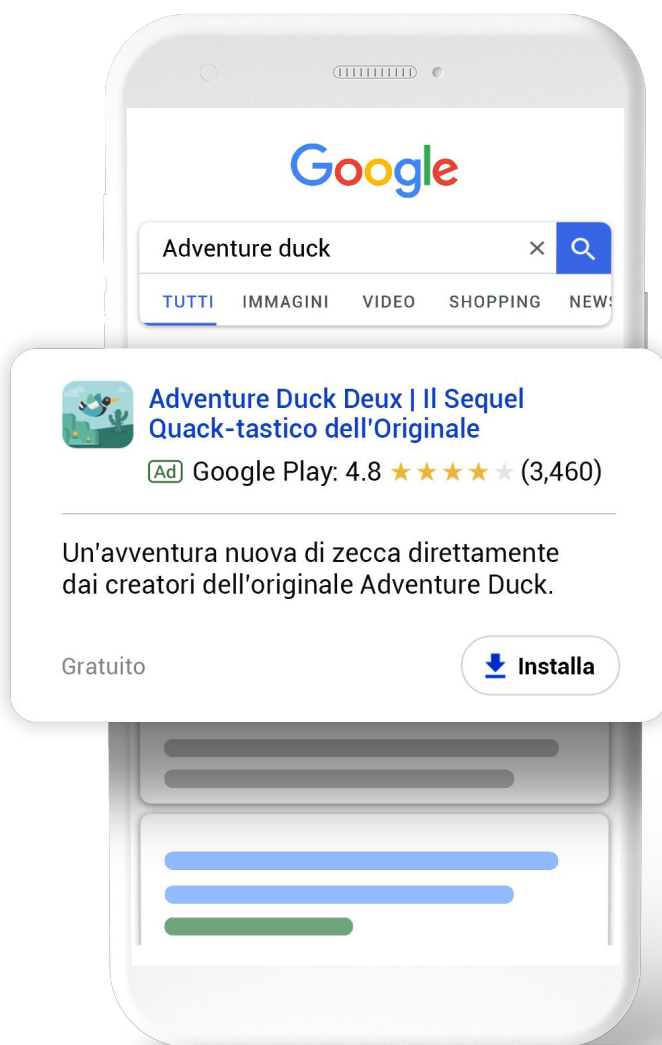 Google
Adventure duck
TUTTI IMMAGINI VIDEO SHOPPING NEWS
Adventure Duck Deux | Il Sequel
Quack-tastico dell'Originale
Ad Google Play: 4.8 (3,460)
Un'avventura nuova di zecca direttamente
dai creatori dell'originale Adventure Duck.
Gratuito
Installa